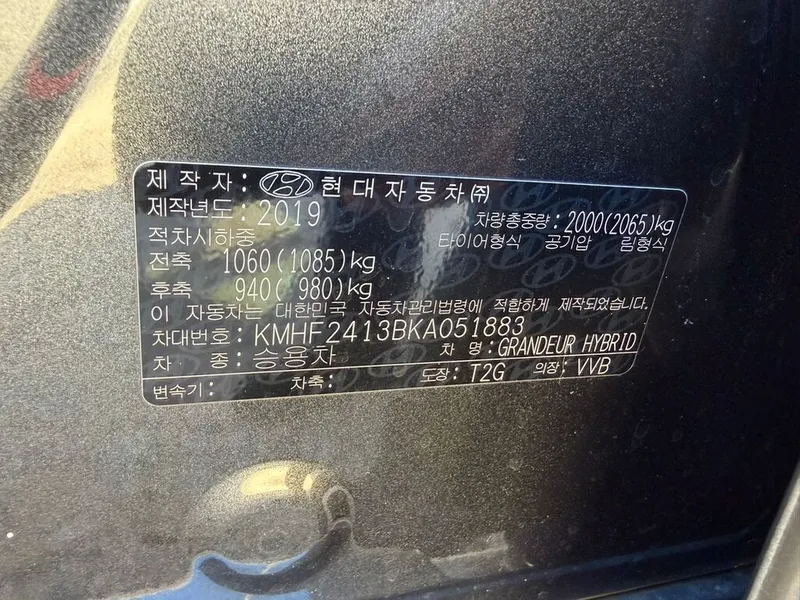 제작자: 현대자동차(주)
제작년도: 2019 차량총중량: 2000(2065)kg
적차시하중 타이어형식 공기압 림형식
전축 1060(1085)kg
후축 940( 980)kg
이 자동차는 대한민국 자동차관리법령에 적합하게 제작되었습니다.
차대번호: KMHF2413BKA051883
차 종: 승용차 차 명: GRANDEUR HYBRID
변속기: 차축: 도장: T2G 의장: VVB